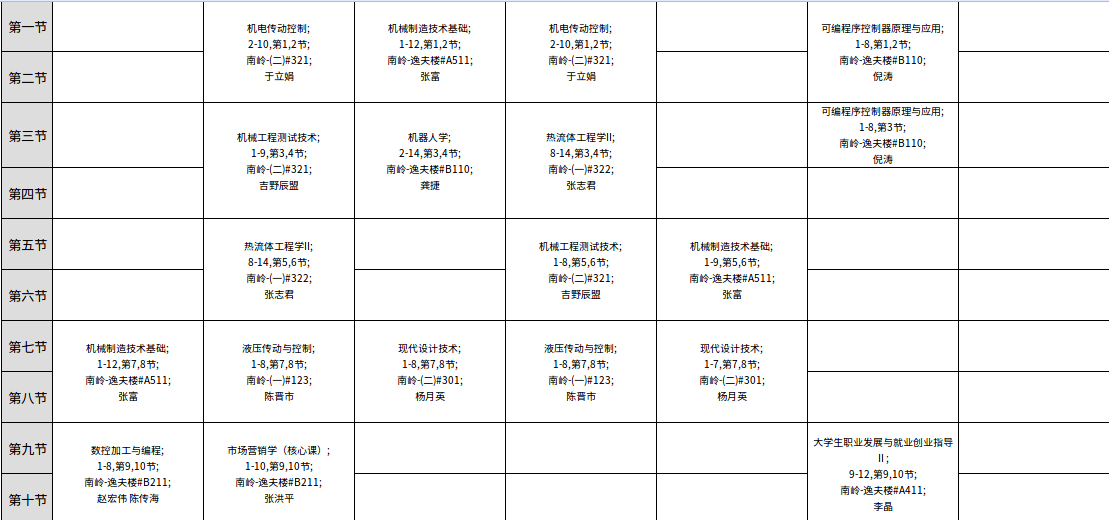 第一节
第二节
机电传动控制;
2-10,第1,2节;
南岭-(二)#321;
于立娟
机械制造技术基础;
1-12,第1,2节;
南岭-逸夫楼#A511;
张富
机电传动控制;
2-10,第1,2节;
南岭-(二)#321;
于立娟
可编程序控制器原理与应用;
1-8,第1,2节;
南岭-逸夫楼#B110;
倪涛
第三节
第四节
机械工程测试技术;
1-9,第3,4节;
南岭-(二)#321;
吉野辰盟
机器人学;
2-14,第3,4节;
南岭-逸夫楼#B110;
龚捷
热流体工程学II;
8-14,第3,4节;
南岭-(一)#322;
张志君
可编程序控制器原理与应用;
1-8,第3节;
南岭-逸夫楼#B110;
倪涛
第五节
第六节
热流体工程学II;
8-14,第5,6节;
南岭-(一)#322;
张志君
机械工程测试技术;
1-8,第5,6节;
南岭-(二)#321;
吉野辰盟
机械制造技术基础;
1-9,第5,6节;
南岭-逸夫楼#A511;
张富
第七节
第八节
机械制造技术基础;
1-12,第7,8节;
南岭-逸夫楼#A511;
张富
液压传动与控制;
1-8,第7,8节;
南岭-(一)#123;
陈晋市
现代设计技术;
1-8,第7,8节;
南岭-(二)#301;
杨月英
液压传动与控制;
1-8,第7,8节;
南岭-(一)#123;
陈晋市
现代设计技术;
1-7,第7,8节;
南岭-(二)#301;
杨月英
第九节
第十节
数控加工与编程;
1-8,第9,10节;
南岭-逸夫楼#B211;
赵宏伟 陈传海
市场营销学（核心课）;
1-10,第9,10节;
南岭-逸夫楼#B211;
张洪平
大学生职业发展与就业创业指导
II;
9-12,第9,10节;
南岭-逸夫楼#A411;
李晶